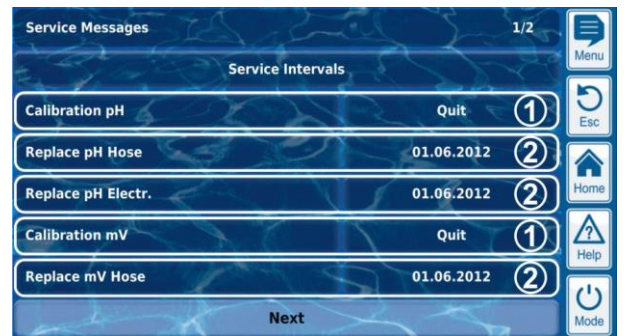 Service Messages 1/2
Service Intervals
Calibration pH Quit 1
Replace pH Hose 01.06.2012 2
Replace pH Electr. 01.06.2012 2
Calibration mV Quit 1
Replace mV Hose 01.06.2012 2
Next
Menu
Esc
Home
? Help
Mode